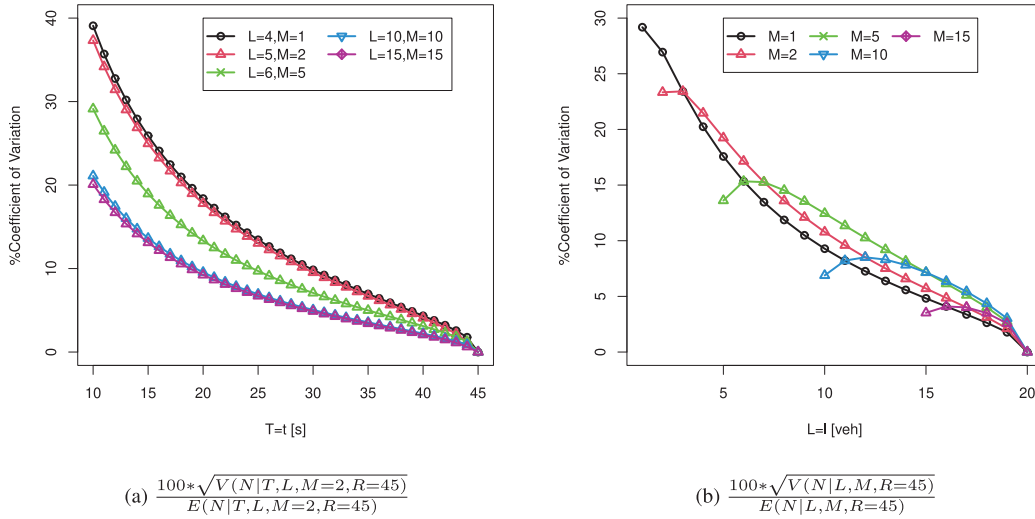 L=4,M=1
L=5,M=2
L=6,M=5
L=10,M=10
L=15,M=15
%Coefficient of Variation
40
30
20
10
0
10 15 20 25 30 35 40 45
T=t [s]
(a) 100*√V(N|T,L,M=2,R=45) / E(N|T,L,M=2,R=45)
M=1
M=2
M=5
M=10
M=15
%Coefficient of Variation
30
25
20
15
10
5
0
5 10 15 20
L=l [veh]
(b) 100*√V(N|L,M,R=45) / E(N|L,M,R=45)